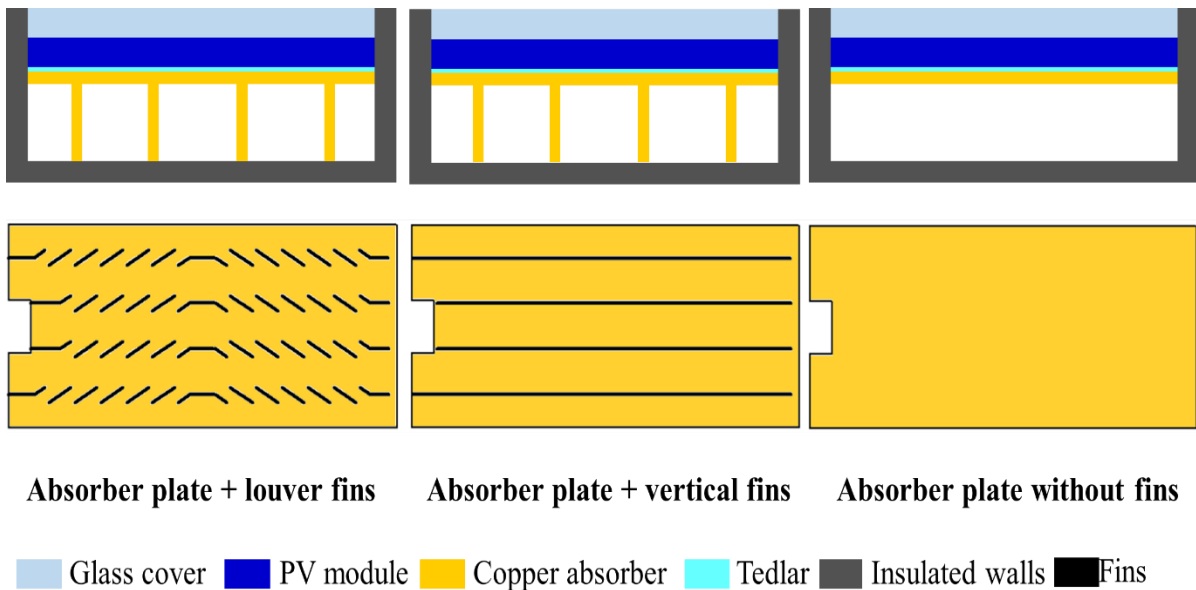 Absorber plate + louver fins
Absorber plate + vertical fins
Absorber plate without fins
Glass cover
PV module
Copper absorber
Tedlar
Insulated walls
Fins